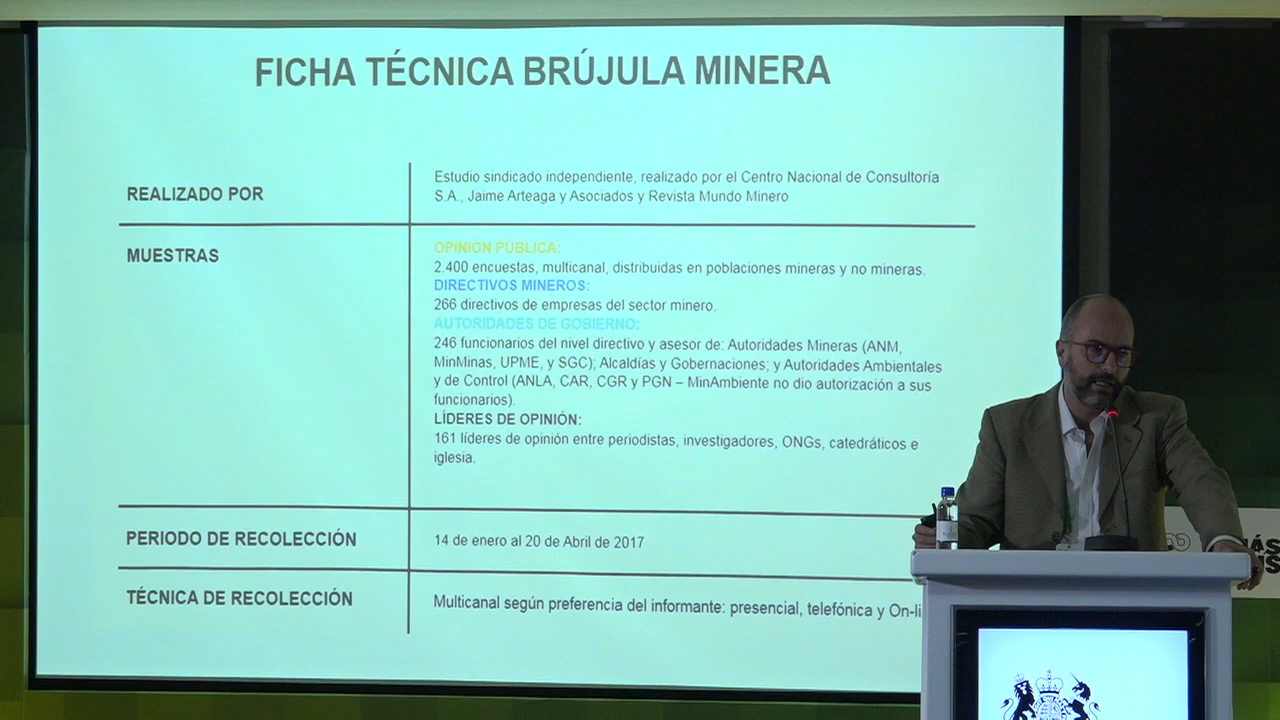 FICHA TÉCNICA BRÚJULA MINERA
REALIZADO POR
Estudio sindicado independiente, realizado por el Centro Nacional de Consultoría
S.A., Jaime Arteaga y Asociados y Revista Mundo Minero
MUESTRAS
OPINIÓN PÚBLICA:
2.400 encuestas, multicanal, distribuidas en poblaciones mineras y no mineras.
DIRECTIVOS MINEROS:
266 directivos de empresas del sector minero.
AUTORIDADES DE GOBIERNO:
246 funcionarios del nivel directivo y asesor de: Autoridades Mineras (ANM,
MinMinas, UPME, y SGC); Alcaldías y Gobernaciones; y Autoridades Ambientales
y de Control (ANLA, CAR, CGR y PGN – MinAmbiente no dio autorización a sus
funcionarios).
LÍDERES DE OPINIÓN:
161 líderes de opinión entre periodistas, investigadores, ONGs, catedráticos e
iglesia.
PERIODO DE RECOLECCIÓN
14 de enero al 20 de Abril de 2017
TÉCNICA DE RECOLECCIÓN
Multicanal según preferencia del informante: presencial, telefónica y On-li